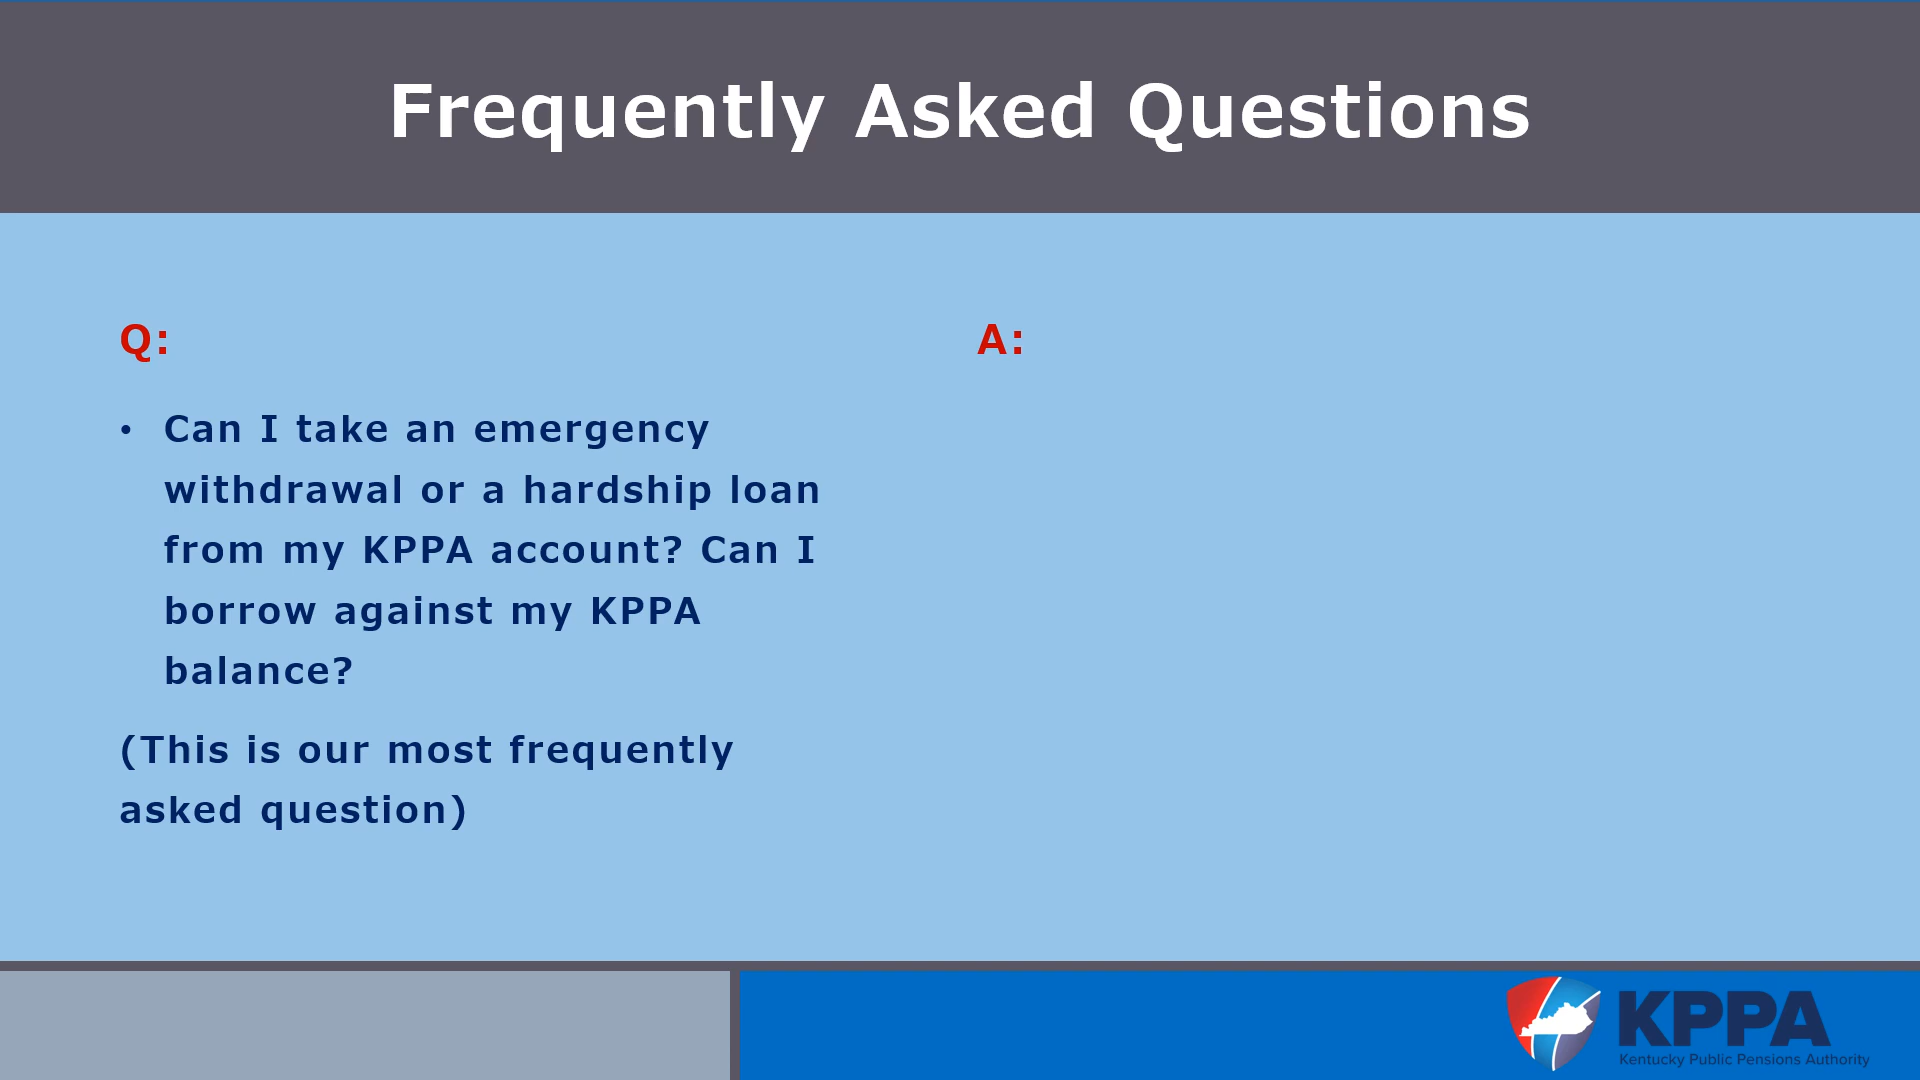 Frequently Asked Questions
Q:
• Can I take an emergency
withdrawal or a hardship loan
from my KPPA account? Can I
borrow against my KPPA
balance?
(This is our most frequently
asked question)
A:
KPPA
Kentucky Public Pensions Authority